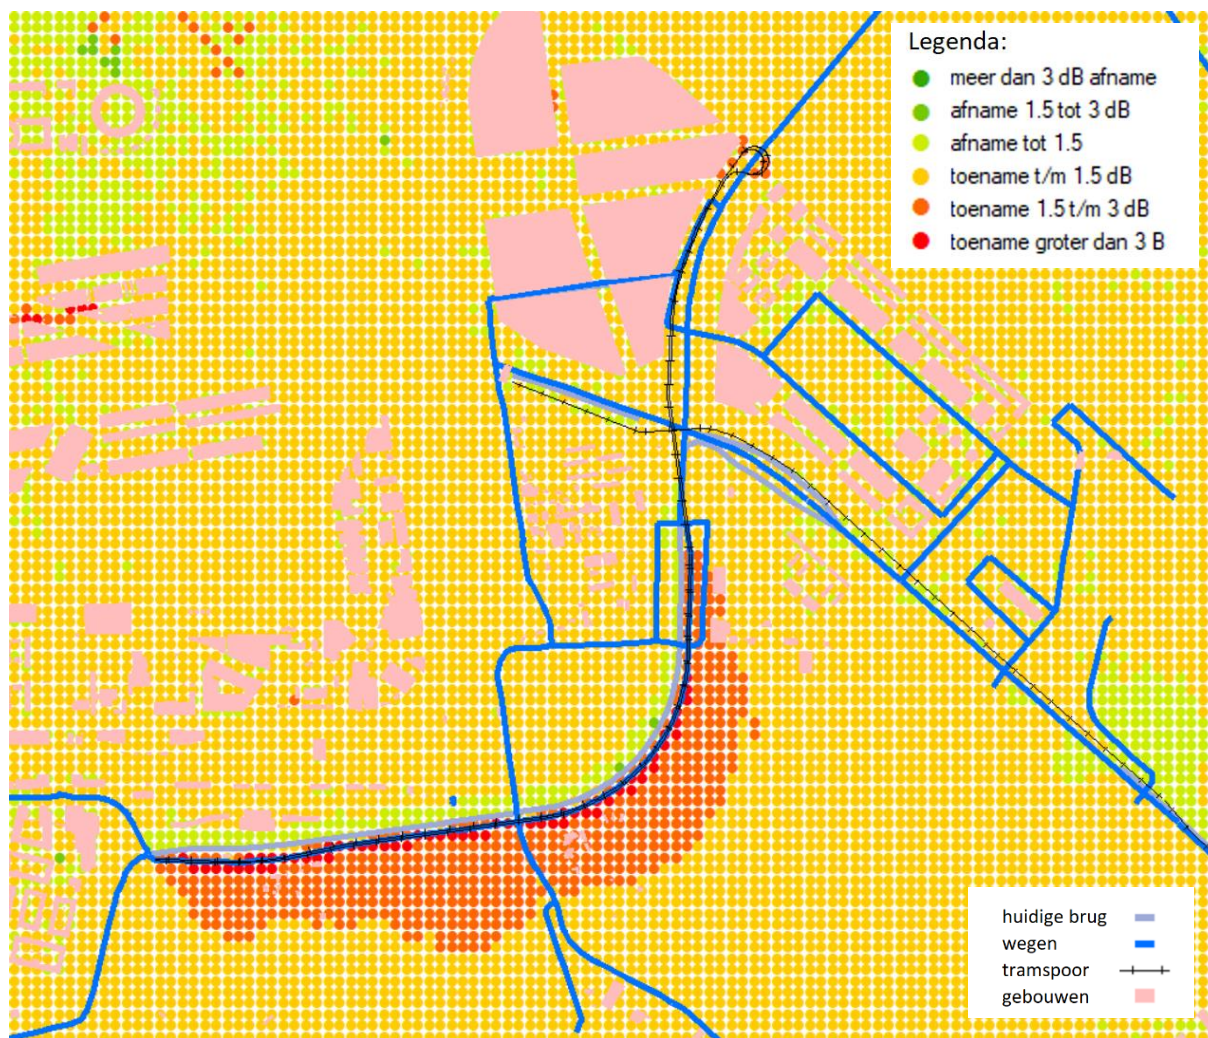 Legenda:
meer dan 3 dB afname
afname 1.5 tot 3 dB
afname tot 1.5
toename t/m 1.5 dB
toename 1.5 t/m 3 dB
toename groter dan 3 B
huidige brug
wegen
tramspoor
gebouwen